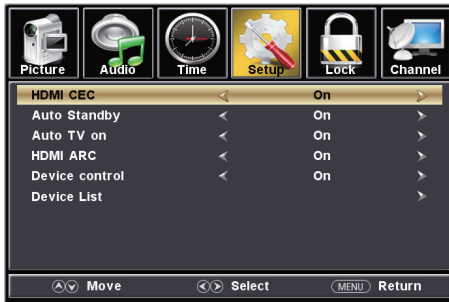 Picture Audio Time Setup Lock Channel
HDMI CEC On
Auto Standby On
Auto TV on On
HDMI ARC On
Device control On
Device List
Move Select MENU Return